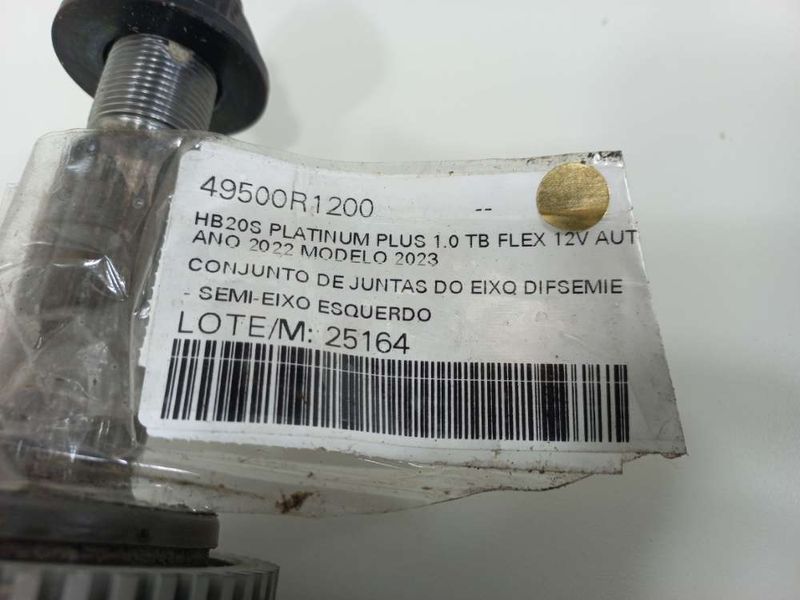 49500R1200 --
HB20S PLATINUM PLUS 1.0 TB FLEX 12V AUT
ANO 2022 MODELO 2023
CONJUNTO DE JUNTAS DO EIXO DIFSEMIE
- SEMI-EIXO ESQUERDO
LOTE/M: 25164